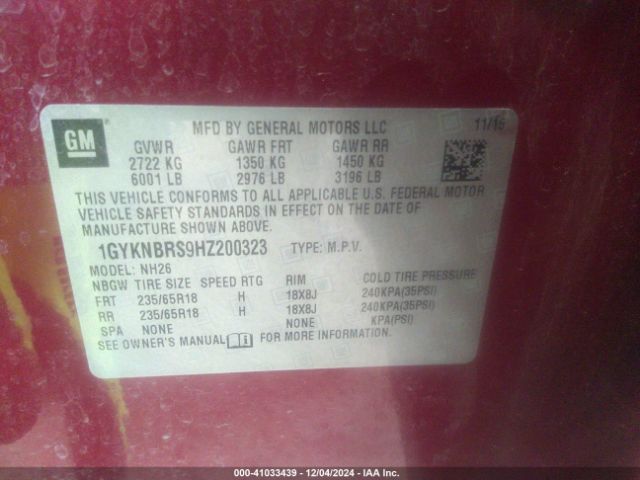 GM
MFD BY GENERAL MOTORS LLC 11/16
GVWR GAWR FRT GAWR RR
2722 KG 1350 KG 1450 KG
6001 LB 2976 LB 3196 LB
THIS VEHICLE CONFORMS TO ALL APPLICABLE U.S. FEDERAL MOTOR
VEHICLE SAFETY STANDARDS IN EFFECT ON THE DATE OF
MANUFACTURE SHOWN ABOVE.
1GYKNBRS9HZ200323 TYPE: M.P.V.
MODEL: NH26
NBGW TIRE SIZE SPEED RTG RIM COLD TIRE PRESSURE
FRT 235/65R18 H 18X8J 240KPA(35PSI)
RR 235/65R18 H 18X8J 240KPA(35PSI)
SPA NONE NONE KPA(PSI)
SEE OWNER'S MANUAL FOR MORE INFORMATION.
000-41033439 • 12/04/2024 - IAA Inc.